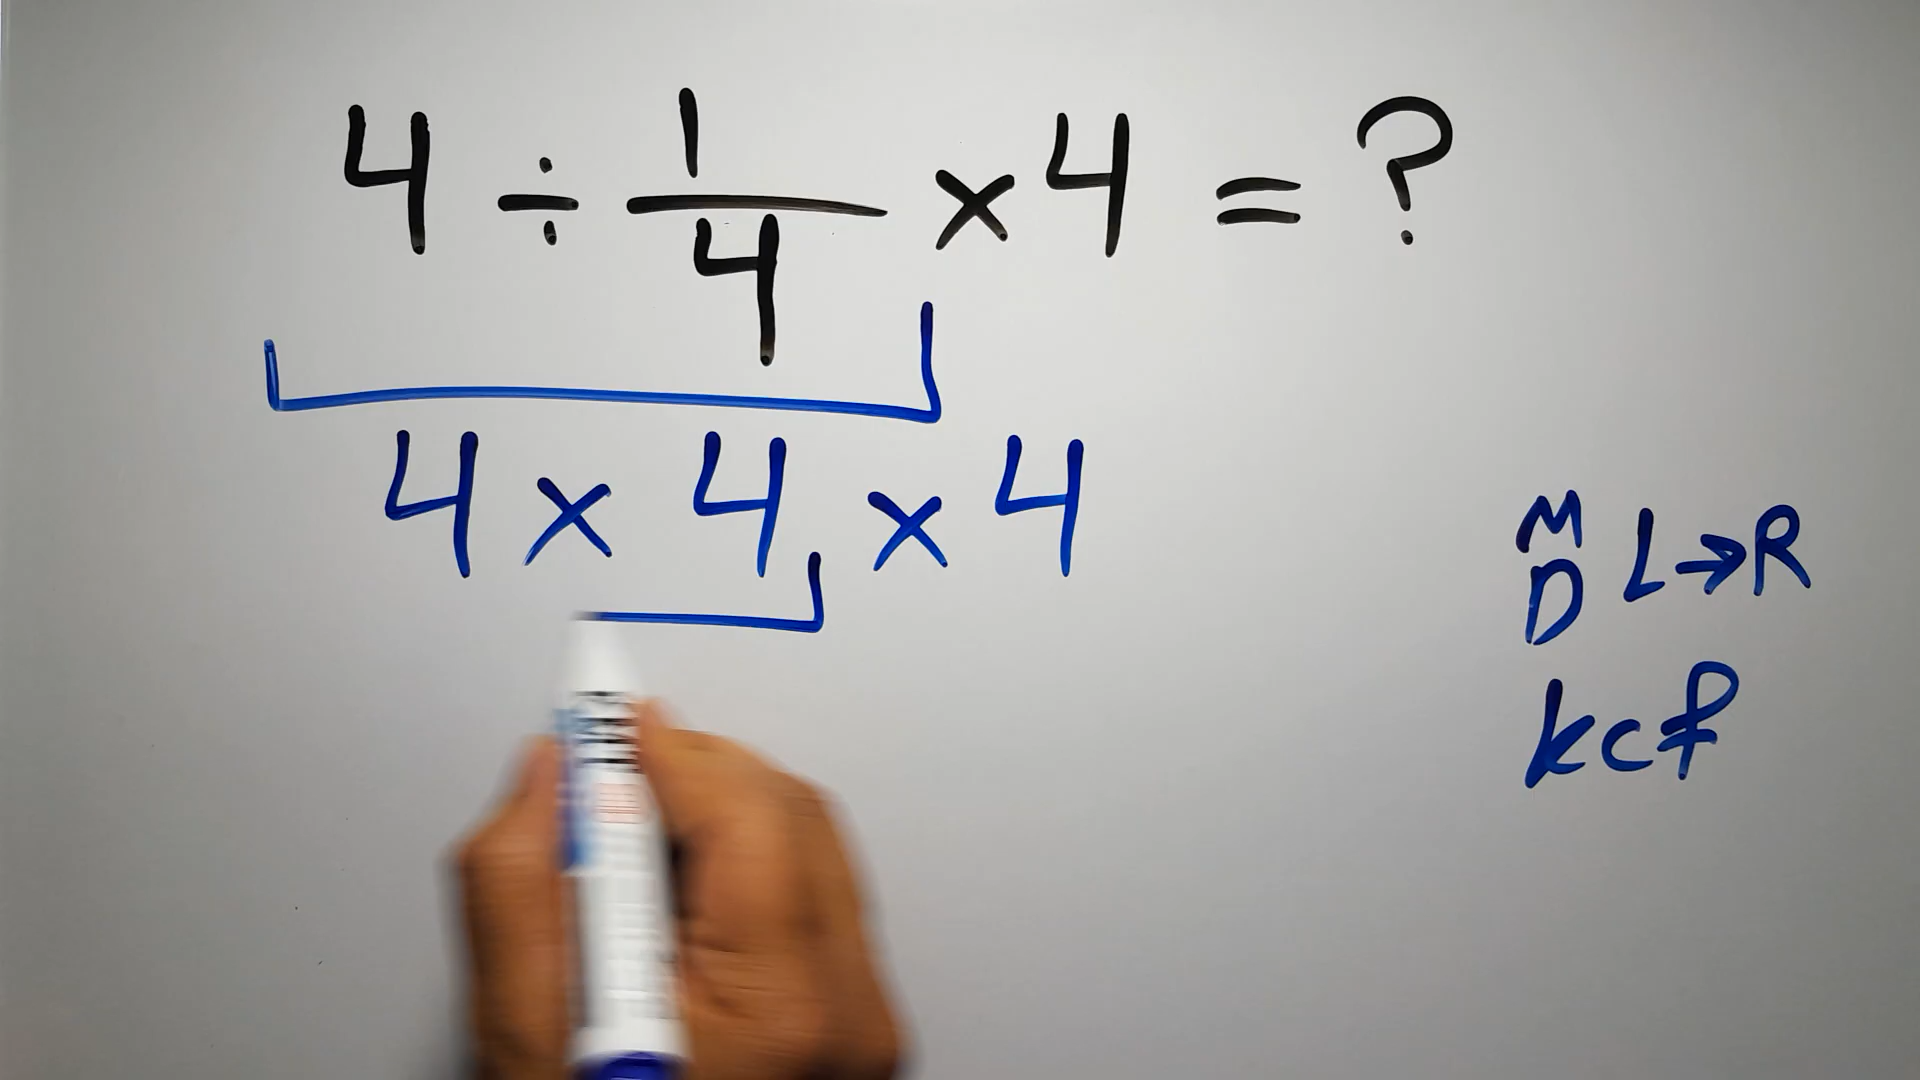 4 ÷ 1/4 × 4 = ?
4 × 4 × 4
M
D L→R
kcf